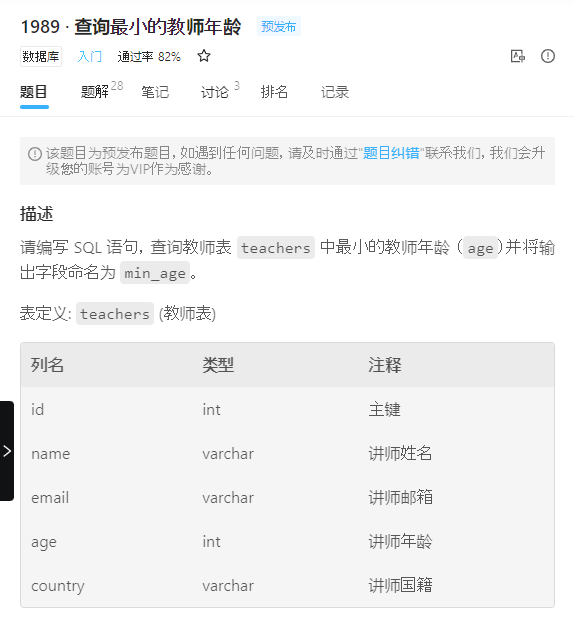 1989 · 查询最小的教师年龄 预发布
数据库 入门 通过率 82%
题目 题解 28 笔记 讨论 3 排名 记录
该题目为预发布题目, 如遇到任何问题, 请及时通过“题目纠错”联系我们, 我们会升
级您的账号为VIP作为感谢。
描述
请编写 SQL 语句, 查询教师表 teachers 中最小的教师年龄 (age)并将输
出字段命名为 min_age。
表定义: teachers (教师表)
列名 类型 注释
id int 主键
name varchar 讲师姓名
email varchar 讲师邮箱
age int 讲师年龄
country varchar 讲师国籍